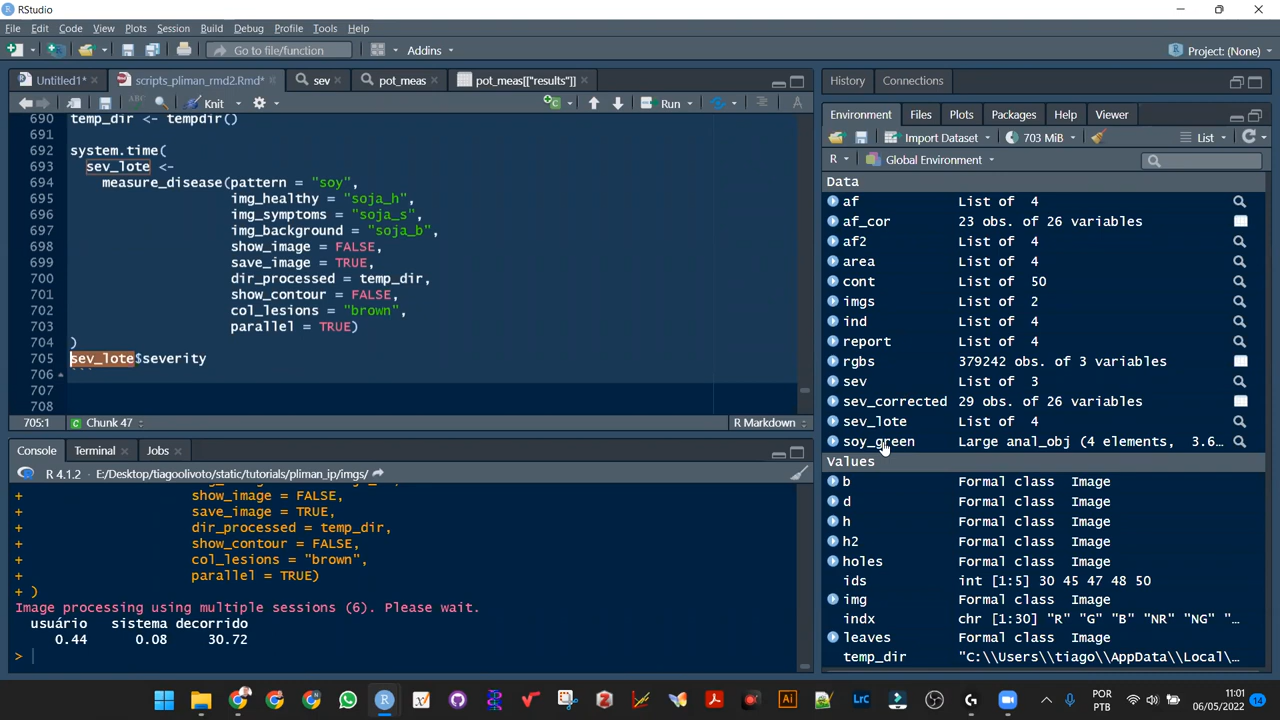 RStudio
File Edit Code View Plots Session Build Debug Profile Tools Help
Go to file/function Addins Project: (None)
Untitled1* scripts_pliman_rmd2.Rmd* sev pot_meas pot_meas[["results"]]
Knit Run
690 temp_dir <- tempdir()
691
692 system.time(
693 sev_lote <-
694 measure_disease(pattern = "soy",
695 img_healthy = "soja_h",
696 img_symptoms = "soja_s",
697 img_background = "soja_b",
698 show_image = FALSE,
699 save_image = TRUE,
700 dir_processed = temp_dir,
701 show_contour = FALSE,
702 col_lesions = "brown",
703 parallel = TRUE)
704 )
705 sev_lote$severity
706 ```
707
708
705:1 Chunk 47 R Markdown
Console Terminal Jobs
R 4.1.2 · E:/Desktop/tiagoolivoto/static/tutorials/pliman_ip/imgs/
+ show_image = FALSE,
+ save_image = TRUE,
+ dir_processed = temp_dir,
+ show_contour = FALSE,
+ col_lesions = "brown",
+ parallel = TRUE)
+ )
Image processing using multiple sessions (6). Please wait.
usuário sistema decorrido
0.44 0.08 30.72
>
History Connections
Environment Files Plots Packages Help Viewer
Import Dataset 703 MiB List
R Global Environment
Data
af List of 4
af_cor 23 obs. of 26 variables
af2 List of 4
area List of 4
cont List of 50
imgs List of 2
ind List of 4
report List of 4
rgbs 379242 obs. of 3 variables
sev List of 3
sev_corrected 29 obs. of 26 variables
sev_lote List of 4
soy_green Large anal_obj (4 elements, 3.6…
Values
b Formal class Image
d Formal class Image
h Formal class Image
h2 Formal class Image
holes Formal class Image
ids int [1:5] 30 45 47 48 50
img Formal class Image
indx chr [1:30] "R" "G" "B" "NR" "NG" "…
leaves Formal class Image
temp_dir "C:\\Users\\tiago\\AppData\\Local\…
POR
PTB
11:01
06/05/2022